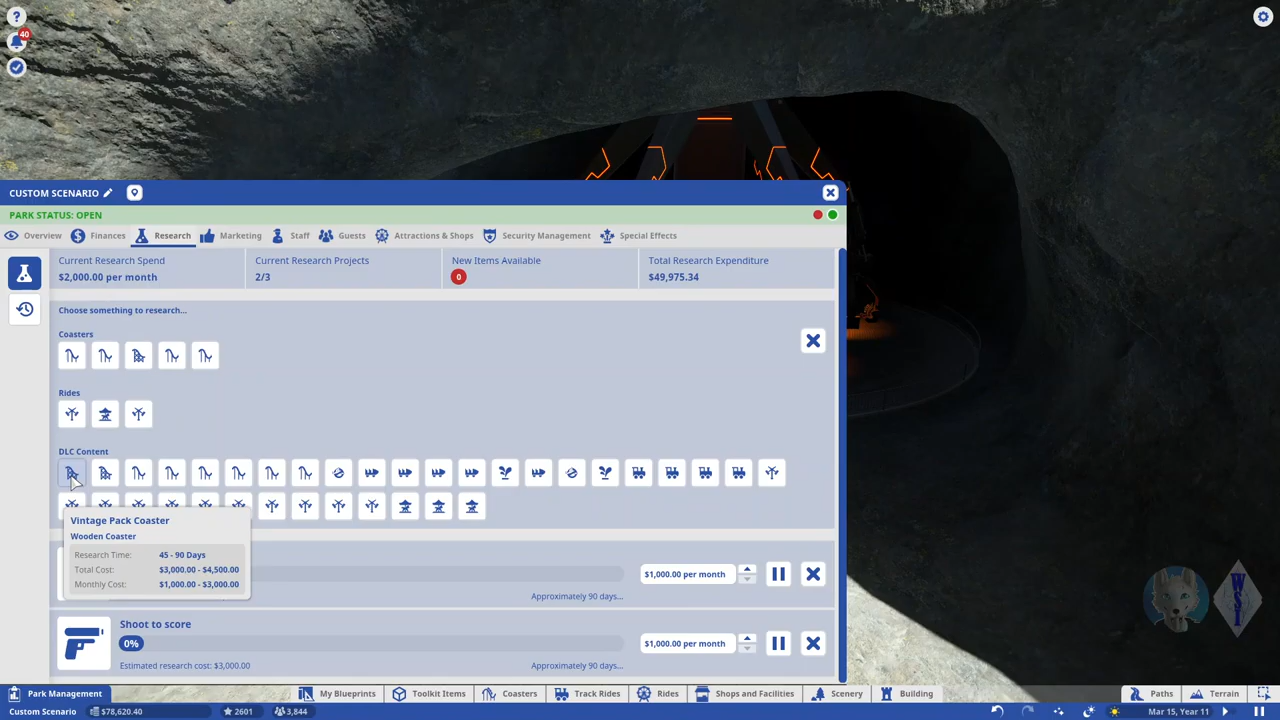 ?
40
CUSTOM SCENARIO
PARK STATUS: OPEN
Overview
Finances
Research
Marketing
Staff
Guests
Attractions & Shops
Security Management
Special Effects
Current Research Spend
$2,000.00 per month
Current Research Projects
2/3
New Items Available
0
Total Research Expenditure
$49,975.34
Choose something to research...
Coasters
Rides
DLC Content
Vintage Pack Coaster
Wooden Coaster
Research Time: 45 - 90 Days
Total Cost: $3,000.00 - $4,500.00
Monthly Cost: $1,000.00 - $3,000.00
$1,000.00 per month
Approximately 90 days...
Shoot to score
0%
$1,000.00 per month
Estimated research cost: $3,000.00
Approximately 90 days...
Park Management
My Blueprints
Toolkit Items
Coasters
Track Rides
Rides
Shops and Facilities
Scenery
Building
Paths
Terrain
Custom Scenario
$78,620.40
2601
3,844
Mar 15, Year 11